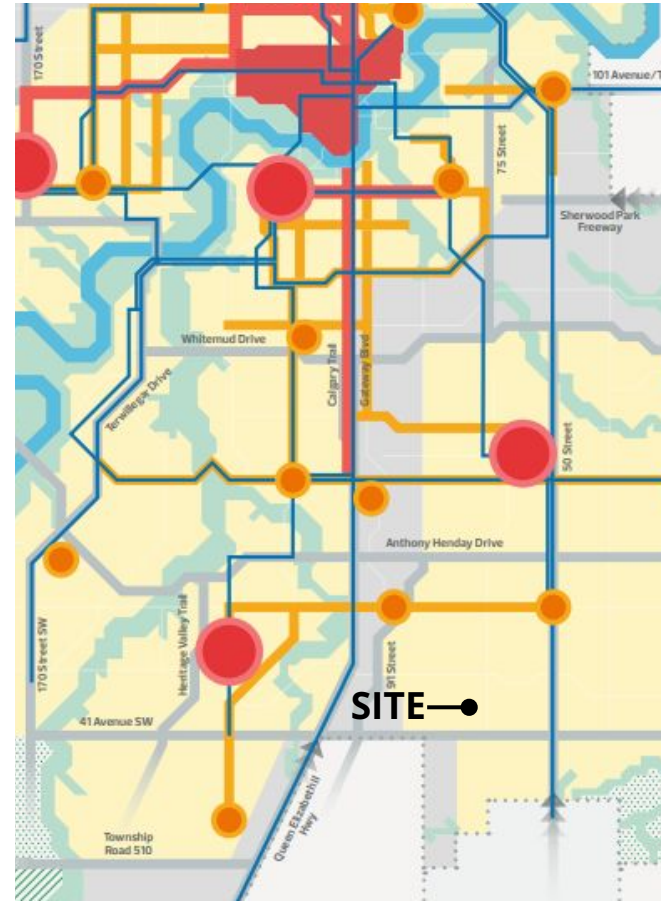 170 Street
101 Avenue/T
75 Street
Sherwood Park
Freeway
Whitemud Drive
Calgary Trail
Gateway Blvd
Terwillegar Drive
50 Street
Anthony Henday Drive
170 Street SW
Heritage Valley Trail
91 Street
SITE
41 Avenue SW
Queen Elizabeth II
Hwy
Township
Road 510